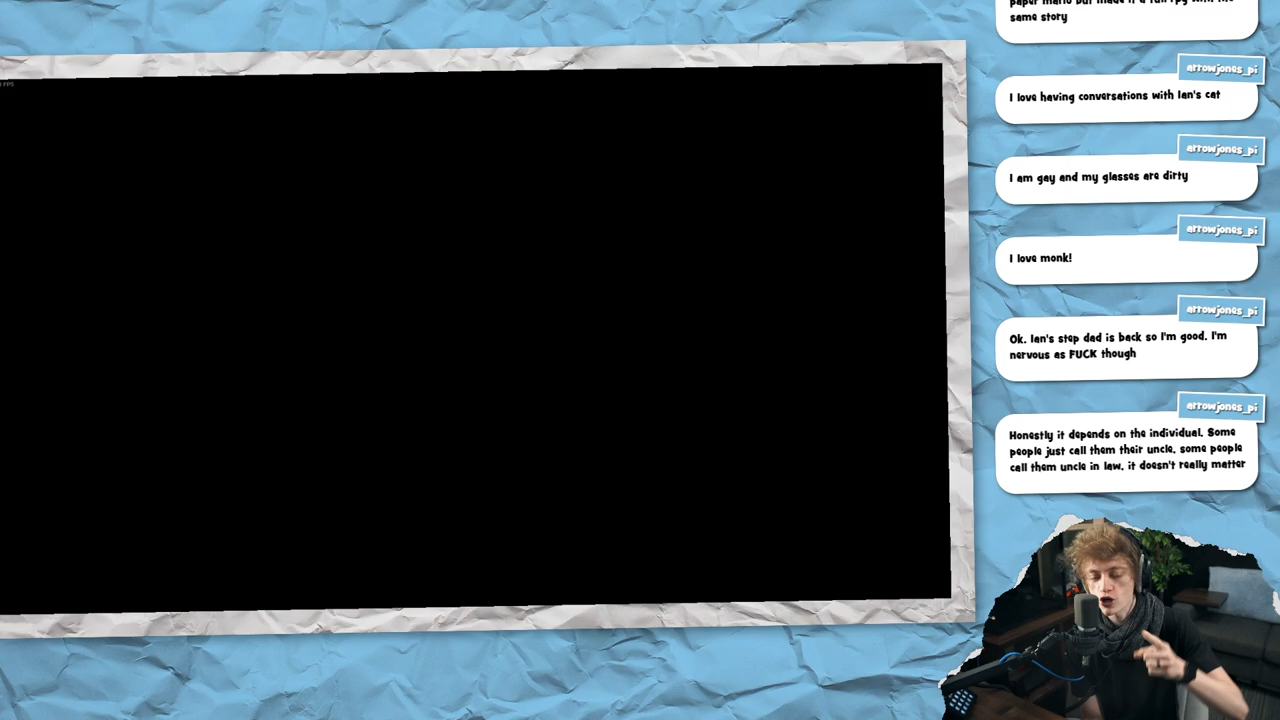 FPS
same story
arrowjones_pi
I love having conversations with Ian's cat
arrowjones_pi
I am gay and my glasses are dirty
arrowjones_pi
I love monk!
arrowjones_pi
Ok. Ian's step dad is back so I'm good. I'm
nervous as FUCK though
arrowjones_pi
Honestly it depends on the individual. Some
people just call them their uncle, some people
call them uncle in law, it doesn't really matter